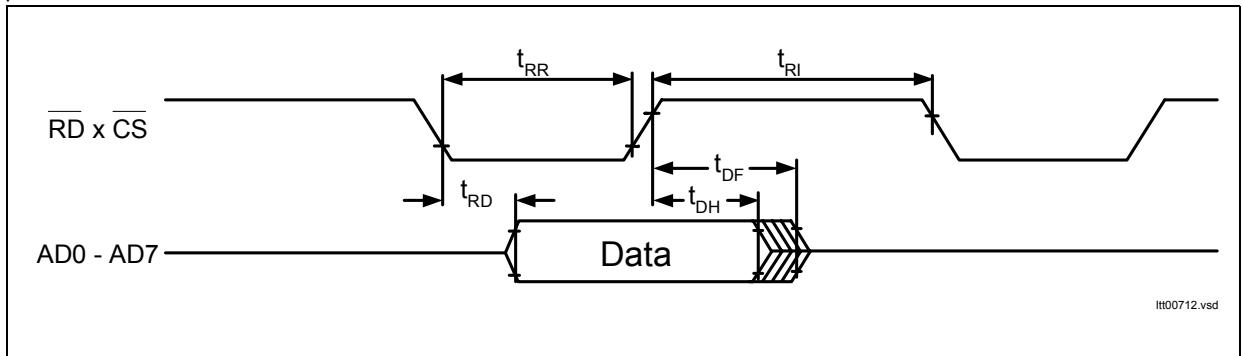 tRR
tRI
RD x CS
tDF
tRD
tDH
AD0 - AD7
Data
ltt00712.vsd